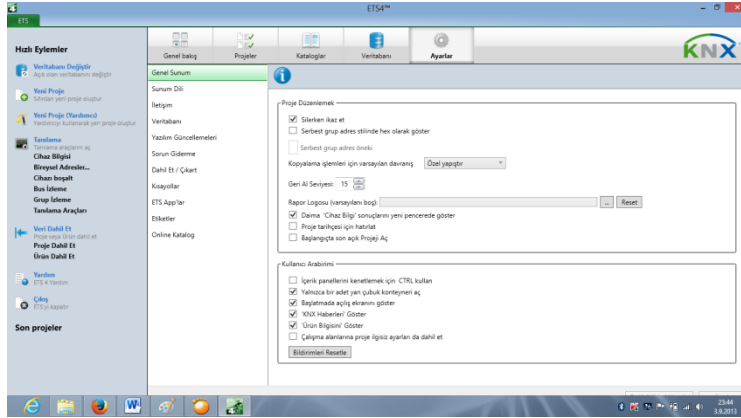 ETS4™
ETS
Genel bakış
Projeler
Kataloglar
Veritabanı
Ayarlar
KNX
Hızlı Eylemler
Veritabanı Değiştir
Açık olan veritabanını değiştir
Yeni Proje
Sıfırdan yeni proje oluştur
Yeni Proje (Yardımcı)
Yardımcıyı kullanarak yen proje oluştur
Tanılama
Tanılama araçlarını aç
Cihaz Bilgisi
Bireysel Adresler...
Cihazı boşalt
Bus İzleme
Grup İzleme
Tanılama Araçları
Veri Dahil Et
Proje veya Ürün dahil et
Proje Dahil Et
Ürün Dahil Et
Yardım
ETS 4 Yardım
Çıkış
ETS'yi kapatır
Son projeler
Genel Sunum
Sunum Dili
İletişim
Veritabanı
Yazılım Güncellemeleri
Sorun Giderme
Dahil Et / Çıkart
Kısayollar
ETS App'lar
Etiketler
Online Katalog
Proje Düzenlemek
Silerken ikaz et
Serbest grup adres stilinde hex olarak göster
Serbest grup adres öneki
Kopyalama işlemleri için varsayılan davranış Özel yapıştır
Geri Al Seviyesi: 15
Rapor Logosu (varsayılanı boş): ... Reset
Daima 'Cihaz Bilgi' sonuçlarını yeni pencerede göster
Proje tarihçesi için hatırlat
Başlangıçta son açık Projeji Aç
Kullanıcı Arabirimi
İçerik panellerini kenetlemek için CTRL kullan
Yalnızca bir adet yan çubuk konteyneri aç
Başlatmada açılış ekranını göster
'KNX Haberleri' Göster
'Ürün Bilgisini' Göster
Çalışma alanlarına proje ilgisiz ayarları da dahil et
Bildirimleri Resetle
23:44
3.9.2013